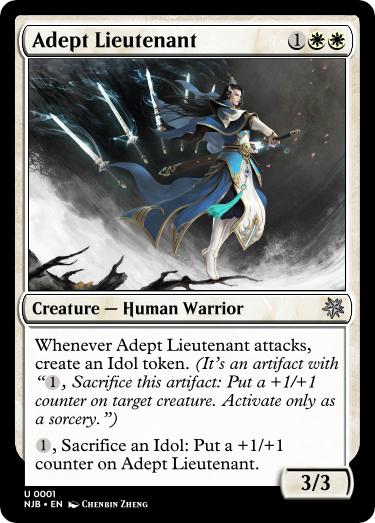 Adept Lieutenant 1
Creature — Human Warrior
Whenever Adept Lieutenant attacks,
create an Idol token. (It's an artifact with
“1, Sacrifice this artifact: Put a +1/+1
counter on target creature. Activate only as
a sorcery.”)
1, Sacrifice an Idol: Put a +1/+1
counter on Adept Lieutenant.
3/3
U 0001
NJB • EN Chenbin Zheng